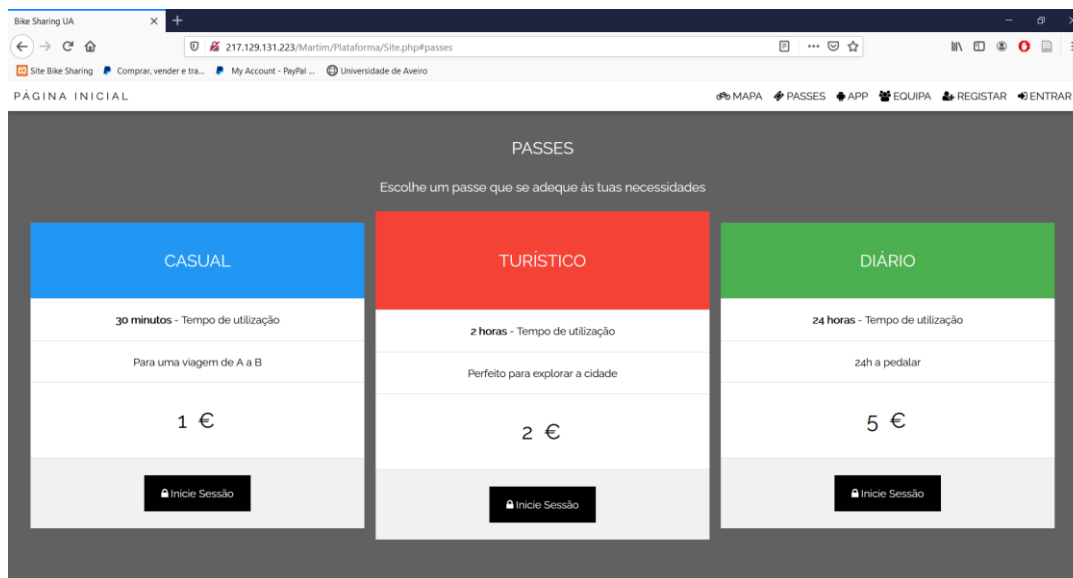 Bike Sharing UA
217.129.131.223/Martim/Plataforma/Site.php#passes
Site Bike Sharing Comprar, vender e tra... My Account - PayPal ... Universidade de Aveiro
PÁGINA INICIAL MAPA PASSES APP EQUIPA REGISTAR ENTRAR
PASSES
Escolhe um passe que se adeque às tuas necessidades
CASUAL
30 minutos - Tempo de utilização
Para uma viagem de A a B
1 €
Inicie Sessão
TURÍSTICO
2 horas - Tempo de utilização
Perfeito para explorar a cidade
2 €
Inicie Sessão
DIÁRIO
24 horas - Tempo de utilização
24h a pedalar
5 €
Inicie Sessão